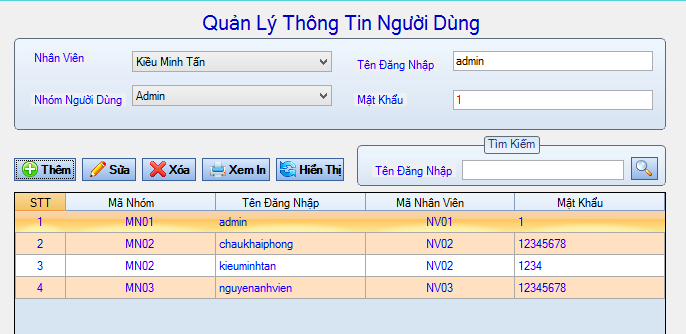 Quản Lý Thông Tin Người Dùng
Nhân Viên Kiều Minh Tấn Tên Đăng Nhập admin
Nhóm Người Dùng Admin Mật Khẩu 1
Tìm Kiếm
Thêm Sửa Xóa Xem In Hiển Thị Tên Đăng Nhập
STT Mã Nhóm Tên Đăng Nhập Mã Nhân Viên Mật Khẩu
1 MN01 admin NV01 1
2 MN02 chaukhaiphong NV02 12345678
3 MN02 kieuminhtan NV02 1234
4 MN03 nguyenanhvien NV03 12345678